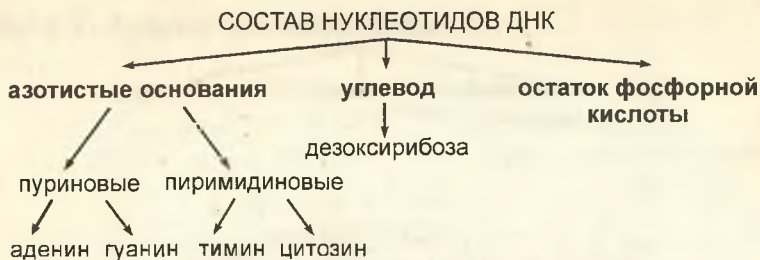 СОСТАВ НУКЛЕОТИДОВ ДНК
азотистые основания углевод остаток фосфорной
кислоты
дезоксирибоза
пуриновые пиримидиновые
аденин гуанин тимин цитозин